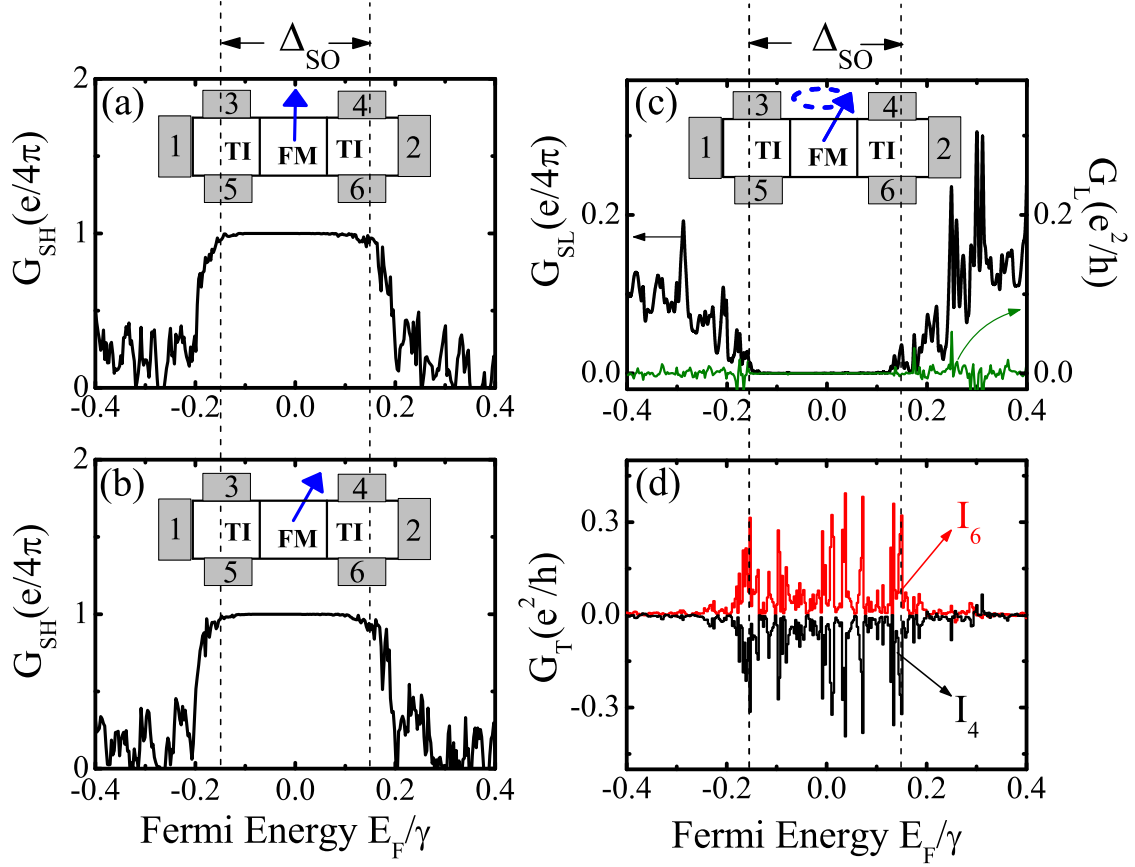 Δ_SO Δ_SO
(a)
2
1
0
G_SH(e/4π)
3 4
1 TI FM TI 2
5 6
-0.4 -0.2 0.0 0.2 0.4
(c)
0.2
0.0
G_SL(e/4π)
3 4
1 TI FM TI 2
5 6
0.2
0.0
G_L(e²/h)
-0.4 -0.2 0.0 0.2 0.4
(b)
2
1
0
G_SH(e/4π)
3 4
1 TI FM TI 2
5 6
-0.4 -0.2 0.0 0.2 0.4
Fermi Energy E_F/γ
(d)
0.3
0.0
-0.3
G_T(e²/h)
I_6
I_4
-0.4 -0.2 0.0 0.2 0.4
Fermi Energy E_F/γ